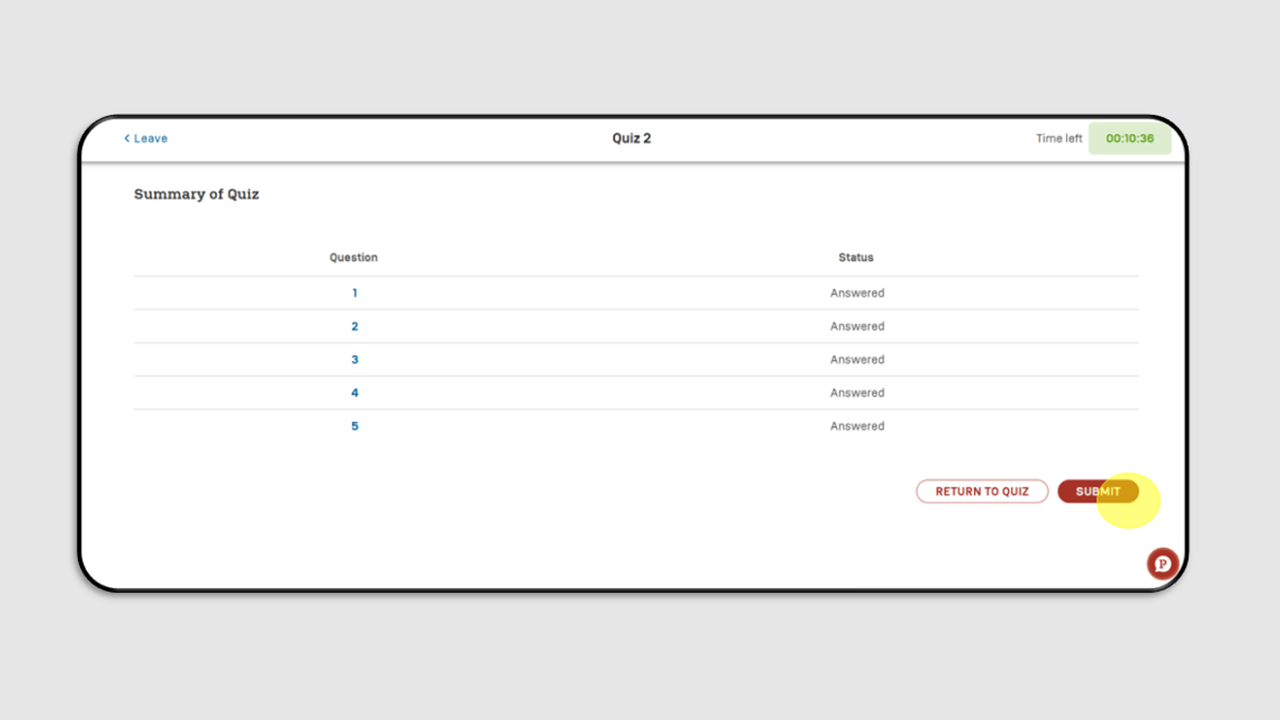 < Leave Quiz 2 Time left 00:10:36
Summary of Quiz
Question Status
1 Answered
2 Answered
3 Answered
4 Answered
5 Answered
RETURN TO QUIZ SUBMIT
P